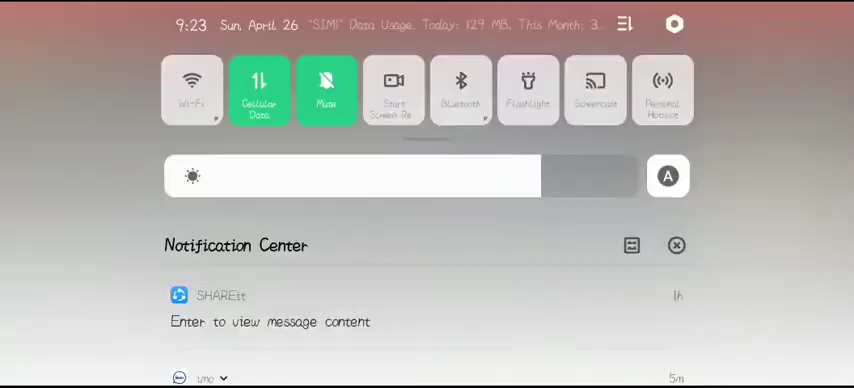 9:23 Sun, April 26 "SIM1" Data Usage, Today: 129 MB, This Month: 3...
Wi-Fi Cellular Data Mute Start Screen Re Bluetooth Flashlight Screencast Personal Hotspot
A
Notification Center
SHAREit 1h
Enter to view message content
imo 5m